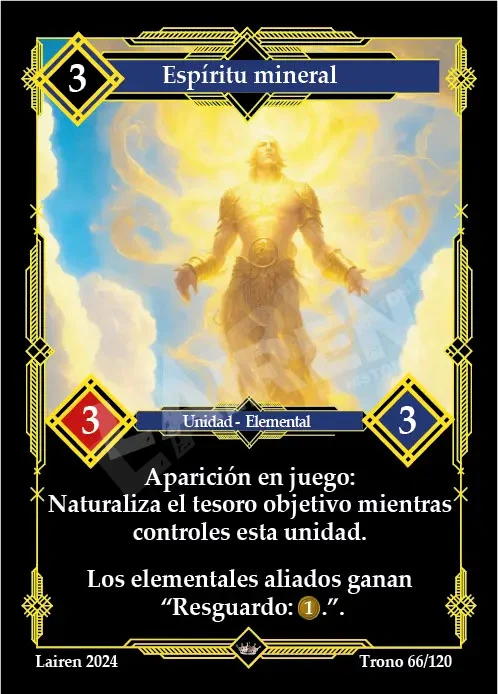 3
Espíritu mineral
3
Unidad - Elemental
3
Aparición en juego:
Naturaliza el tesoro objetivo mientras
controles esta unidad.
Los elementales aliados ganan
“Resguardo: 1.”.
Lairen 2024
Trono 66/120